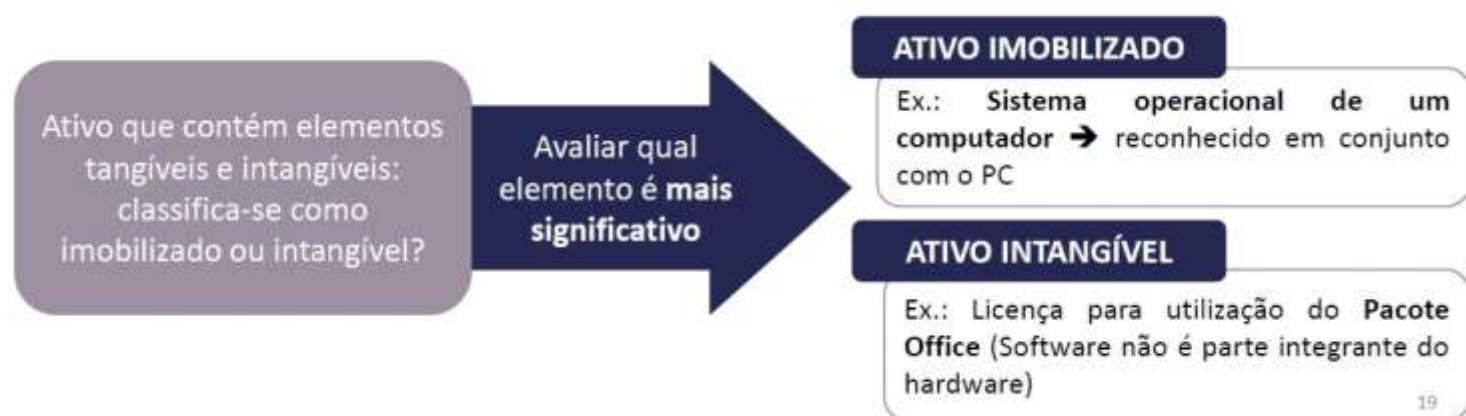 Ativo que contém elementos
tangíveis e intangíveis:
classifica-se como
imobilizado ou intangível?
Avaliar qual
elemento é mais
significativo
ATIVO IMOBILIZADO
Ex.: Sistema operacional de um
computador ➔ reconhecido em conjunto
com o PC
ATIVO INTANGÍVEL
Ex.: Licença para utilização do Pacote
Office (Software não é parte integrante do
hardware)
19